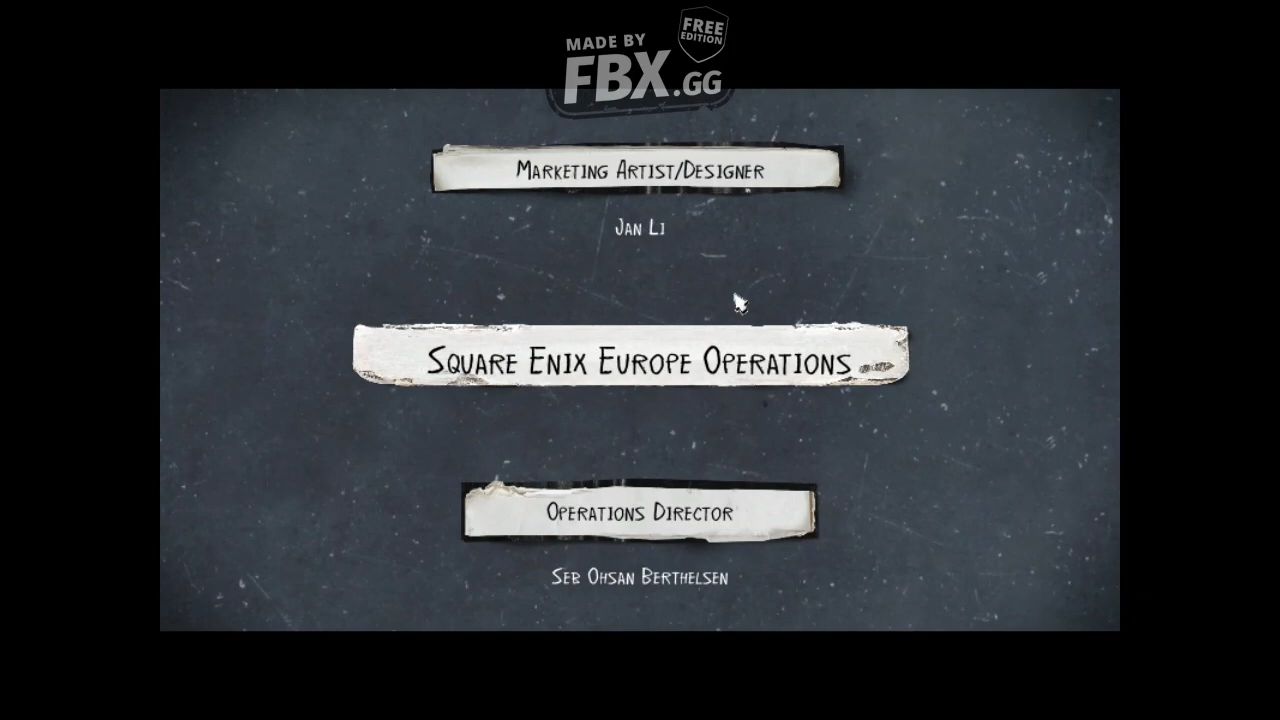 FREE
EDITION
MADE BY
FBX.GG
Marketing Artist/Designer
Jan Li
Square Enix Europe Operations
Operations Director
Seb Ohsan Berthelsen